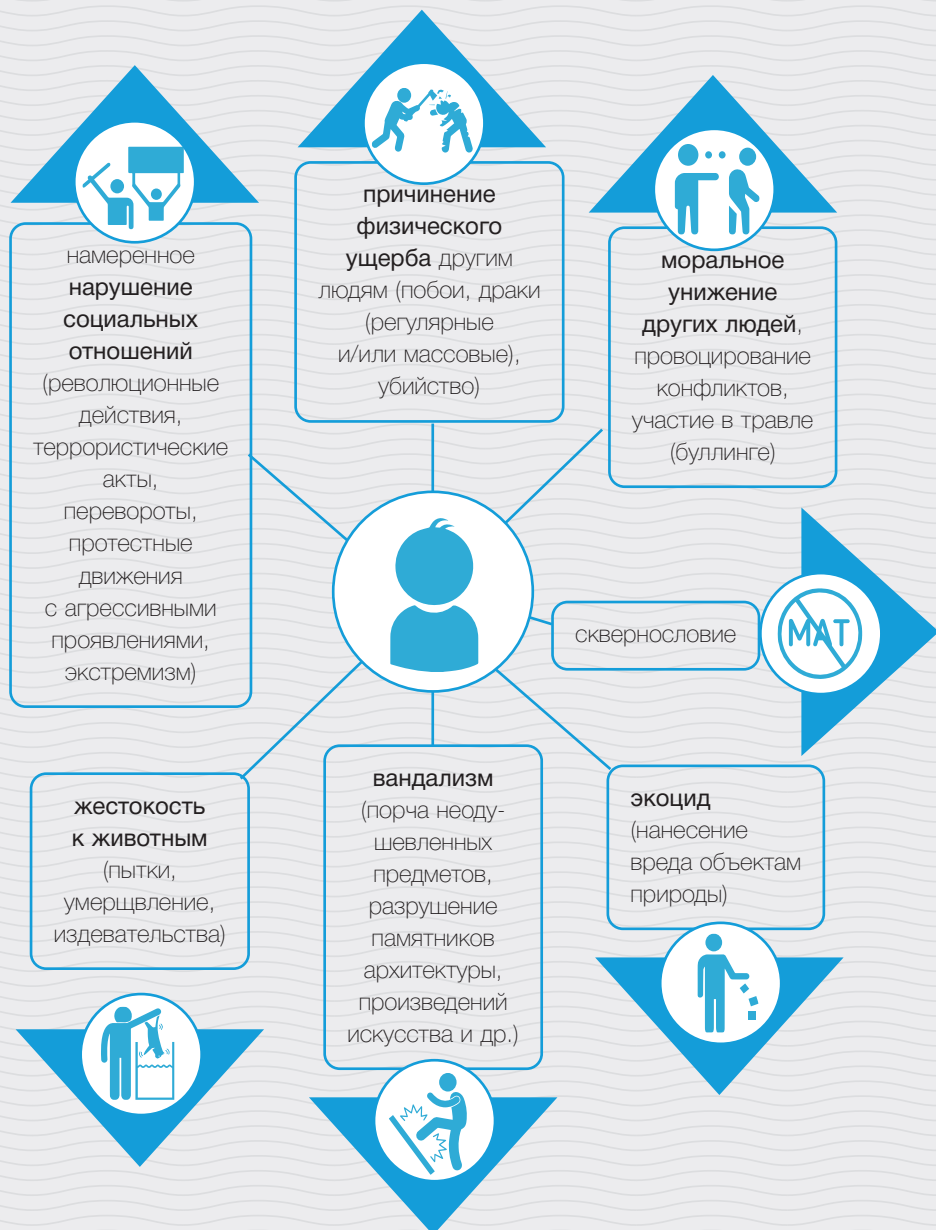 намеренное
нарушение
социальных
отношений
(революционные
действия,
террористические
акты,
перевороты,
протестные
движения
с агрессивными
проявлениями,
экстремизм)
причинение
физического
ущерба другим
людям (побои, драки
(регулярные
и/или массовые),
убийство)
моральное
унижение
других людей,
провоцирование
конфликтов,
участие в травле
(буллинге)
сквернословие
МАТ
жестокость
к животным
(пытки,
умерщвление,
издевательства)
вандализм
(порча неоду-
шевленных
предметов,
разрушение
памятников
архитектуры,
произведений
искусства и др.)
экоцид
(нанесение
вреда объектам
природы)